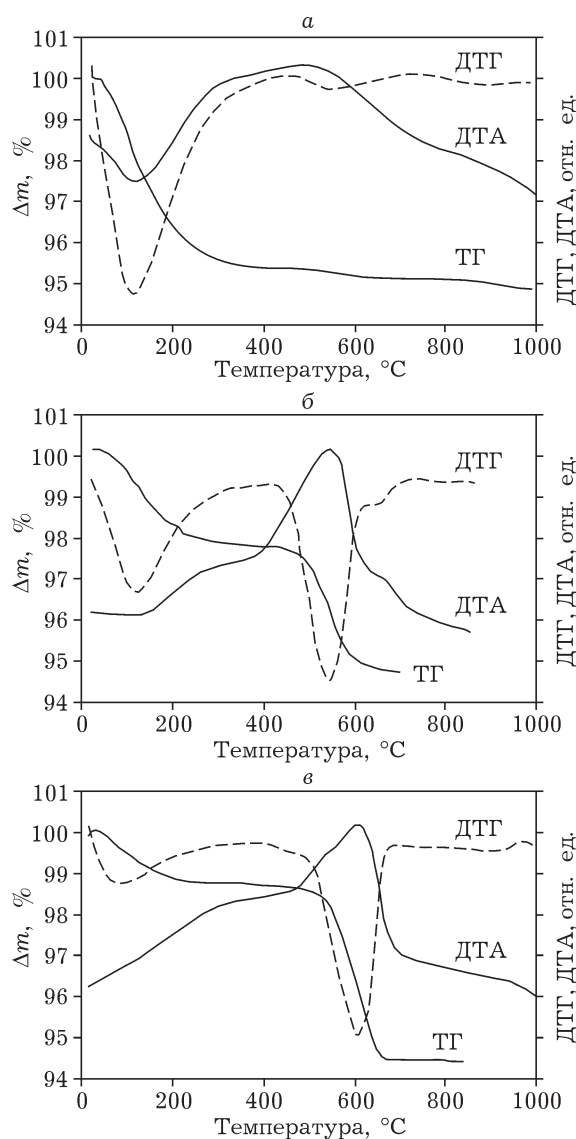 а
101
100
99
98
97
96
95
94
Δm, %
ДТГ
ДТА
ТГ
ДТГ, ДТА, отн. ед.
0 200 400 600 800 1000
Температура, °C
б
101
100
99
98
97
96
95
94
Δm, %
ДТГ
ДТА
ТГ
ДТГ, ДТА, отн. ед.
0 200 400 600 800 1000
Температура, °C
в
101
100
99
98
97
96
95
94
Δm, %
ДТГ
ДТА
ТГ
ДТГ, ДТА, отн. ед.
0 200 400 600 800 1000
Температура, °C